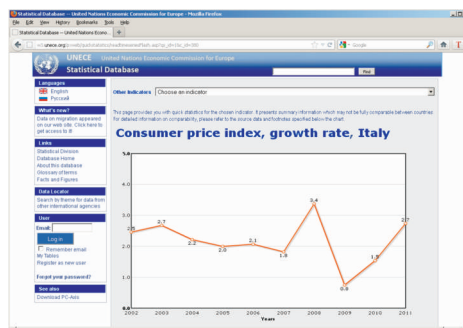 Statistical Database -- United Nations Economic Commission for Europe - Mozilla Firefox
File Edit View History Bookmarks Tools Help
Statistical Database -- United Nations Econo...
Google
UNECE United Nations Economic Commission for Europe
Statistical Database
Find
Languages
English
Русский
What's new?
Data on migration appeared
on our web site. Click here to
get access to it!
Links
Statistical Division
Database Home
About this database
Glossary of terms
Facts and Figures
Data Locator
Search by theme for data from
other international agencies
User
Email:
Log in
Remember email
My Tables
Register as new user
Forgot your password?
See also
Download PC-Axis
Other Indicators Choose an indicator
This page provides you with quick statistics for the chosen indicator. It presents summary information which may not be fully comparable between countries.
For detailed information on comparability, please refer to the source data and footnotes specified below the chart.
Consumer price index, growth rate, Italy
5.0
4.0
3.0
2.0
1.0
0.0
2.5
2.7
2.2
2.0
2.1
1.8
3.4
0.8
1.5
2.7
2002 2003 2004 2005 2006 2007 2008 2009 2010 2011
Years